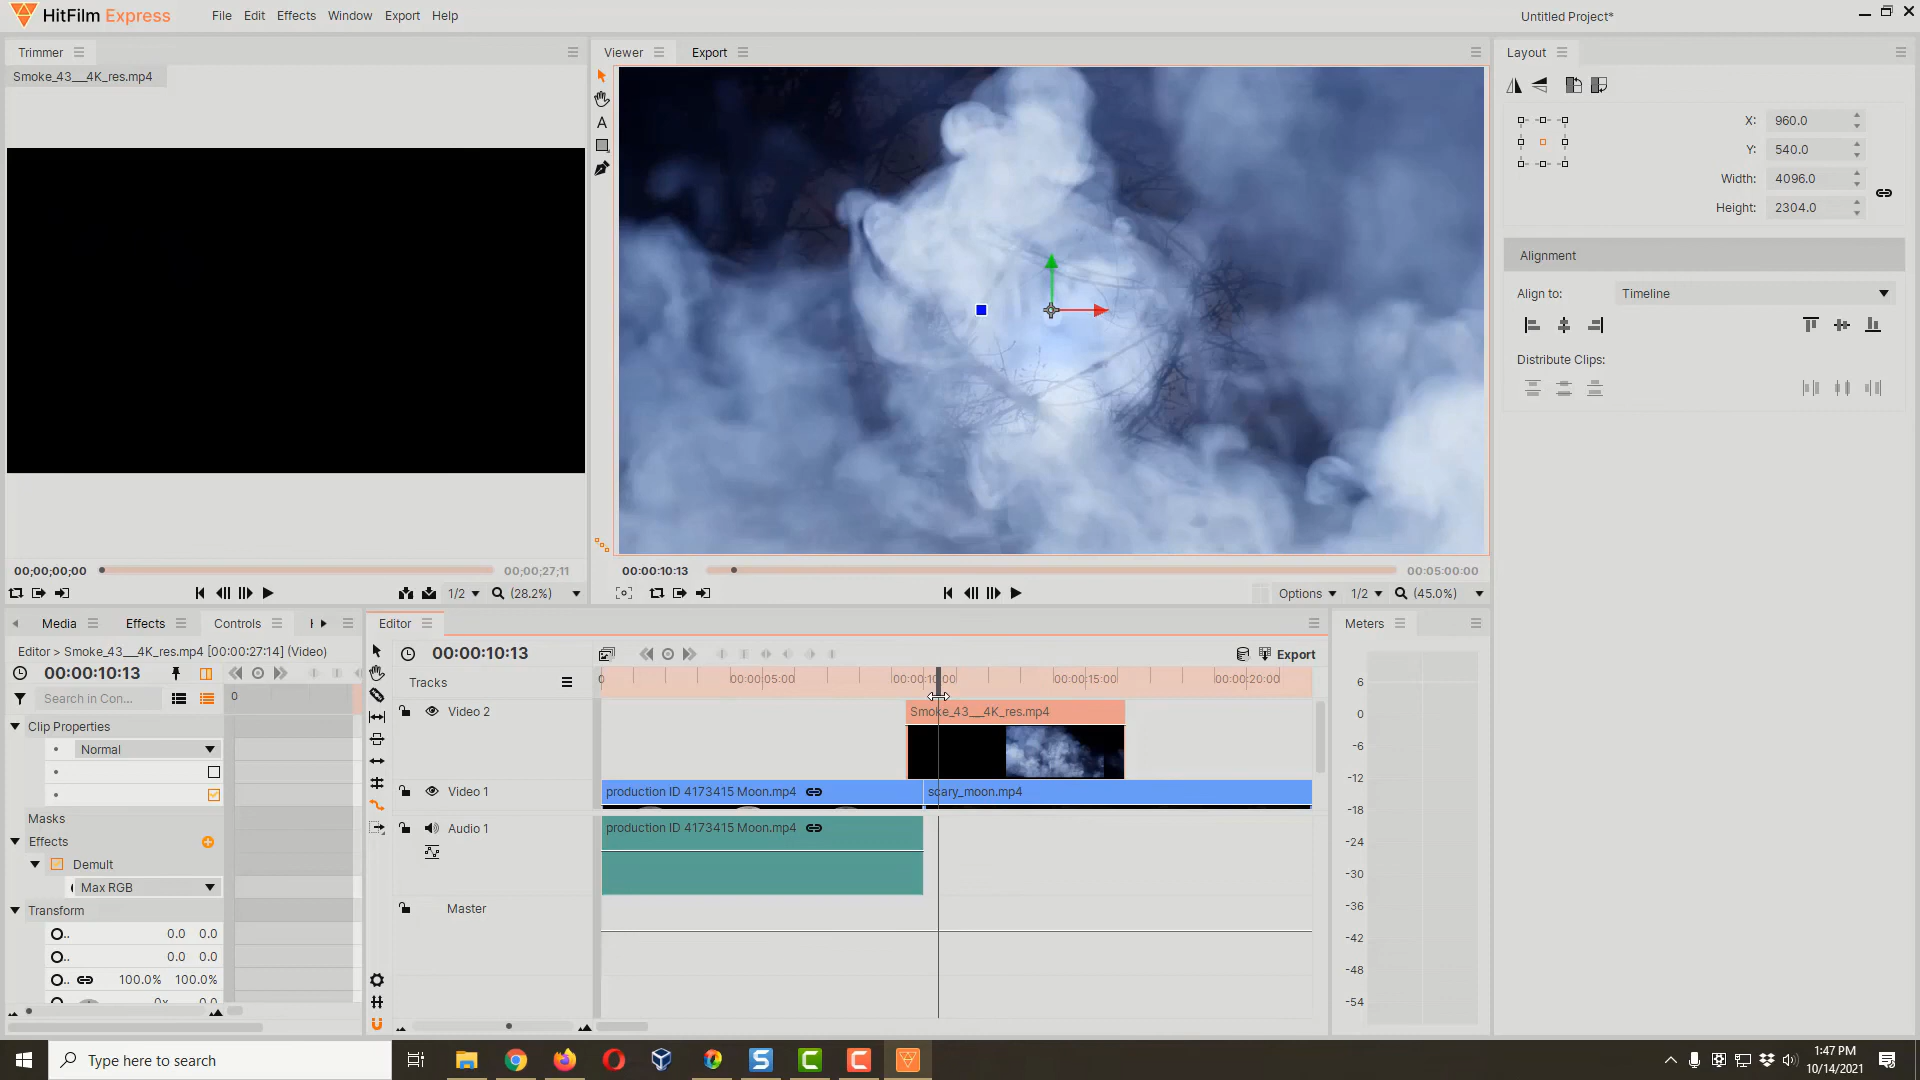 HitFilm Express
File Edit Effects Window Export Help
Untitled Project*
Trimmer
Viewer
Export
Layout
Smoke_43__4K_res.mp4
X: 960.0
Y: 540.0
Width: 4096.0
Height: 2304.0
Alignment
Align to: Timeline
Distribute Clips:
00;00;00;00
00;00;27;11
1/2
(28.2%)
00:00:10:13
00:05:00:00
Options
1/2
(45.0%)
Media
Effects
Controls
Editor > Smoke_43__4K_res.mp4 [00:00:27:14] (Video)
00:00:10:13
0
Search in Con...
Clip Properties
Normal
Masks
Effects
Demult
Max RGB
Transform
0.0 0.0
0.0 0.0
100.0% 100.0%
Editor
00:00:10:13
Export
Tracks
0 00:00:05:00 00:00:10:00 00:00:15:00 00:00:20:00
Video 2
Smoke_43__4K_res.mp4
Video 1
production ID 4173415 Moon.mp4
scary_moon.mp4
Audio 1
production ID 4173415 Moon.mp4
Master
Meters
6
0
-6
-12
-18
-24
-30
-36
-42
-48
-54
Type here to search
1:47 PM
10/14/2021